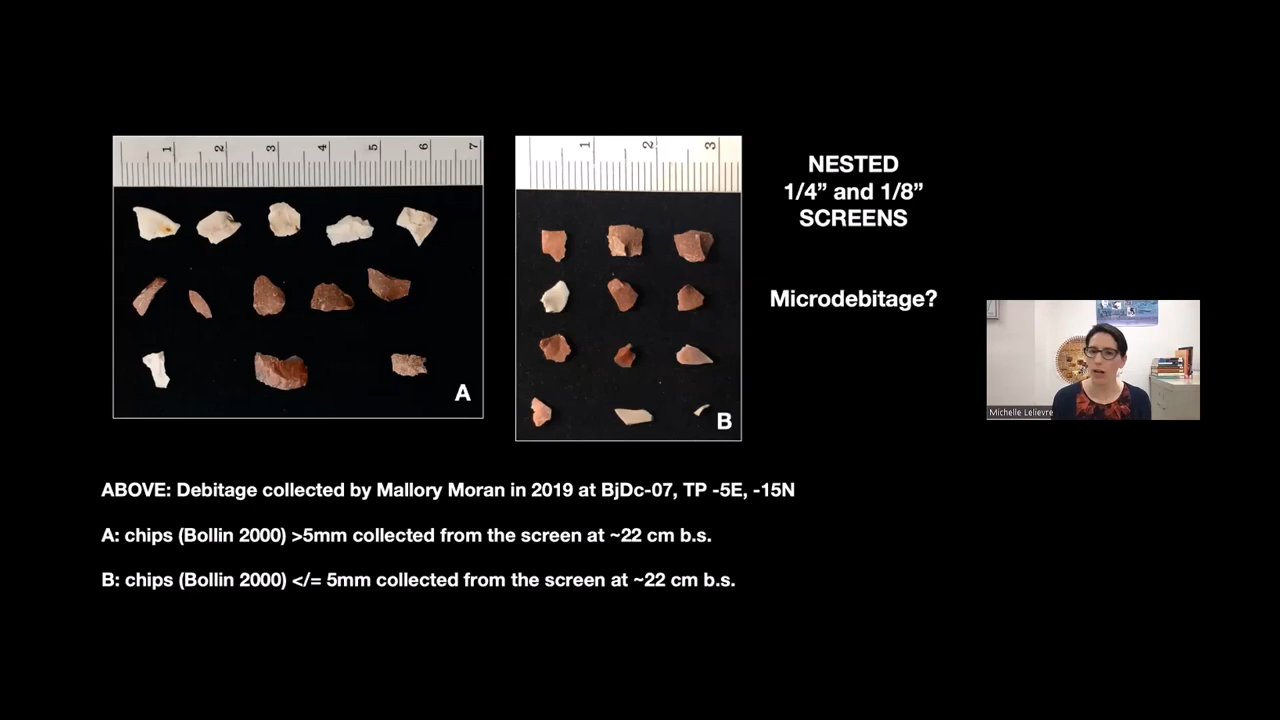 1 2 3 4 5 6 7
1 2 3
NESTED
1/4” and 1/8”
SCREENS
Microdebitage?
A
B
Michelle Lelievre
ABOVE: Debitage collected by Mallory Moran in 2019 at BjDc-07, TP -5E, -15N
A: chips (Bollin 2000) >5mm collected from the screen at ~22 cm b.s.
B: chips (Bollin 2000) </= 5mm collected from the screen at ~22 cm b.s.